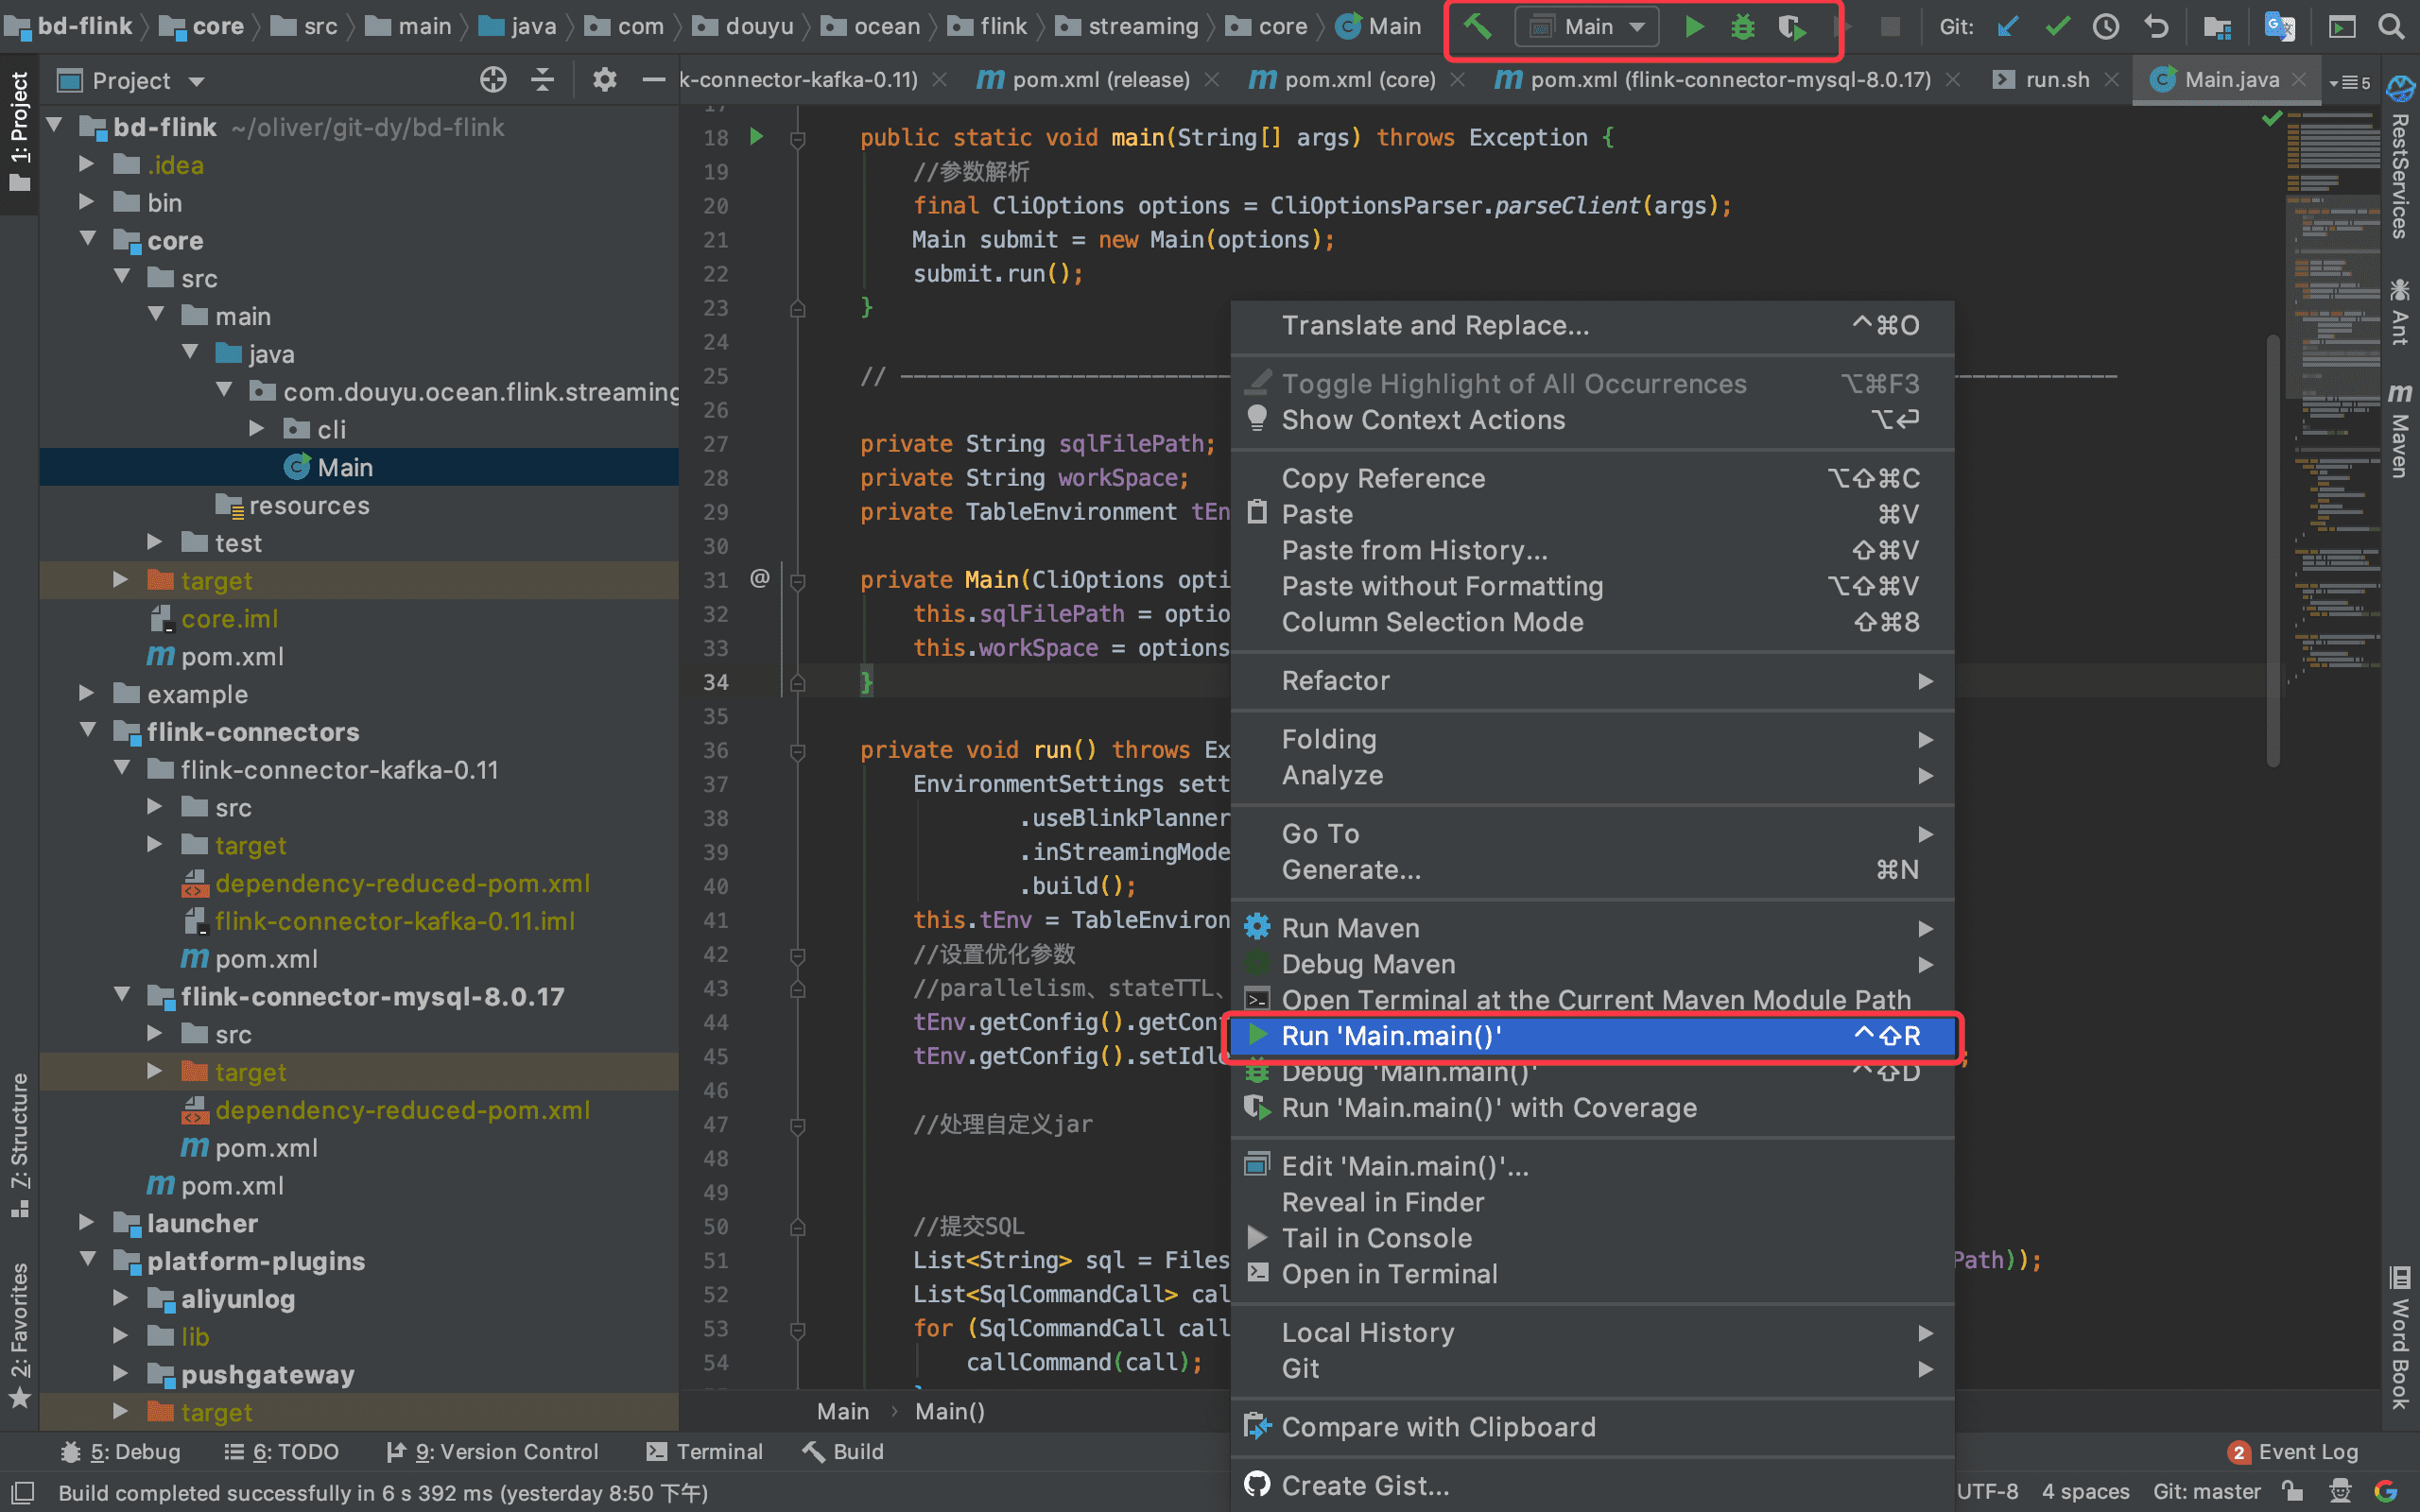 bd-flink core src main java com douyu ocean flink streaming core Main Main Git:
Project
k-connector-kafka-0.11) pom.xml (release) pom.xml (core) pom.xml (flink-connector-mysql-8.0.17) run.sh Main.java 5
1: Project
Z: Structure
2: Favorites
bd-flink ~/oliver/git-dy/bd-flink
.idea
bin
core
src
main
java
com.douyu.ocean.flink.streaming
cli
Main
resources
test
target
core.iml
pom.xml
example
flink-connectors
flink-connector-kafka-0.11
src
target
dependency-reduced-pom.xml
flink-connector-kafka-0.11.iml
pom.xml
flink-connector-mysql-8.0.17
src
target
dependency-reduced-pom.xml
pom.xml
pom.xml
launcher
platform-plugins
aliyunlog
lib
pushgateway
target
17
18 public static void main(String[] args) throws Exception {
19 //参数解析
20 final CliOptions options = CliOptionsParser.parseClient(args);
21 Main submit = new Main(options);
22 submit.run();
23 }
24
25 // --------------------------------------------------------------------------------------------
26
27 private String sqlFilePath;
28 private String workSpace;
29 private TableEnvironment tEn
30
31 @ private Main(CliOptions opti
32 this.sqlFilePath = optio
33 this.workSpace = options
34 }
35
36 private void run() throws Ex
37 EnvironmentSettings sett
38 .useBlinkPlanner
39 .inStreamingMode
40 .build();
41 this.tEnv = TableEnviron
42 //设置优化参数
43 //parallelism、stateTTL、
44 tEnv.getConfig().getCon
45 tEnv.getConfig().setIdle ;
46
47 //处理自定义jar
48
49
50 //提交SQL
51 List<String> sql = Files Path));
52 List<SqlCommandCall> cal
53 for (SqlCommandCall call
54 callCommand(call);
Main Main()
Translate and Replace... ^⌘O
Toggle Highlight of All Occurrences ⌥⌘F3
Show Context Actions ⌥↩
Copy Reference ⌥⇧⌘C
Paste ⌘V
Paste from History... ⇧⌘V
Paste without Formatting ⌥⇧⌘V
Column Selection Mode ⇧⌘8
Refactor
Folding
Analyze
Go To
Generate... ⌘N
Run Maven
Debug Maven
Open Terminal at the Current Maven Module Path
Run 'Main.main()' ^⇧R
Debug 'Main.main()' ^⇧D
Run 'Main.main()' with Coverage
Edit 'Main.main()'...
Reveal in Finder
Tail in Console
Open in Terminal
Local History
Git
Compare with Clipboard
Create Gist...
RestServices
Ant
Maven
Word Book
5: Debug 6: TODO 9: Version Control Terminal Build 2 Event Log
Build completed successfully in 6 s 392 ms (yesterday 8:50 下午) UTF-8 4 spaces Git: master